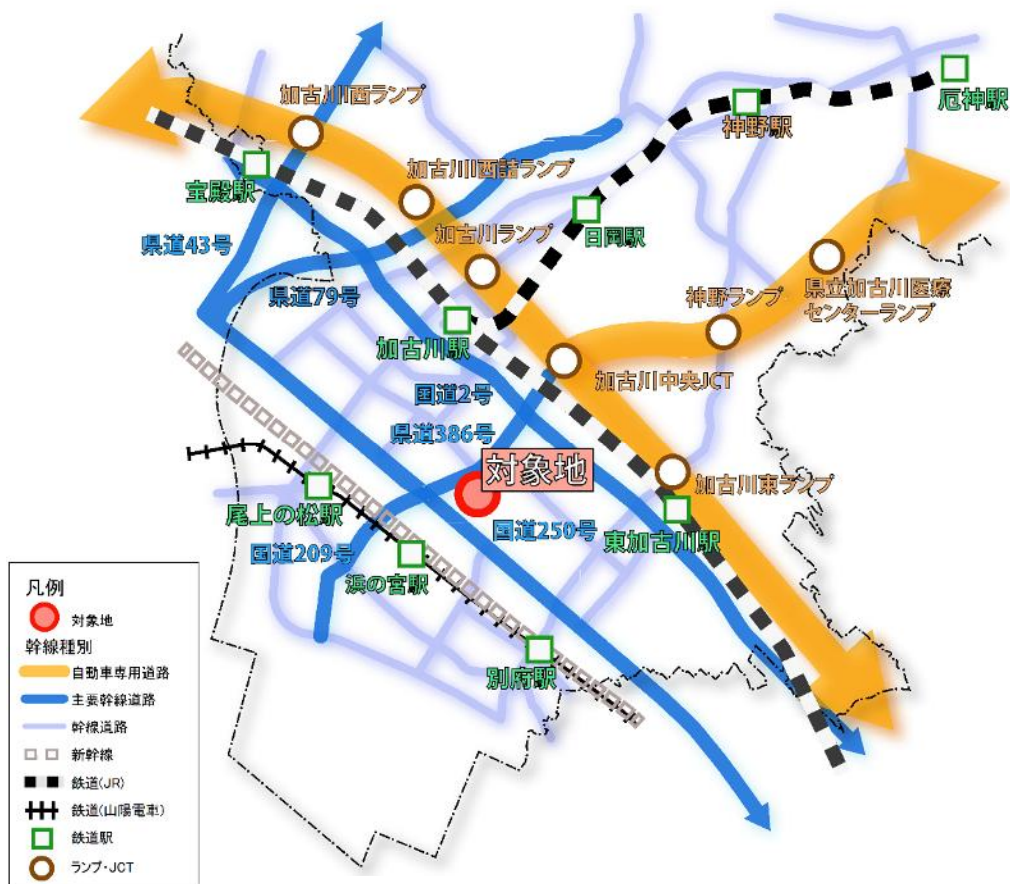 加古川西ランプ
厄神駅
神野駅
加古川西詰ランプ
宝殿駅
加古川ランプ
日岡駅
県道43号
県道79号
神野ランプ
県立加古川医療
センターランプ
加古川駅
加古川中央JCT
国道2号
県道386号
対象地
加古川東ランプ
尾上の松駅
国道250号
東加古川駅
国道209号
浜の宮駅
別府駅
凡例
対象地
幹線種別
自動車専用道路
主要幹線道路
幹線道路
新幹線
鉄道(JR)
鉄道(山陽電車)
鉄道駅
ランプ・JCT